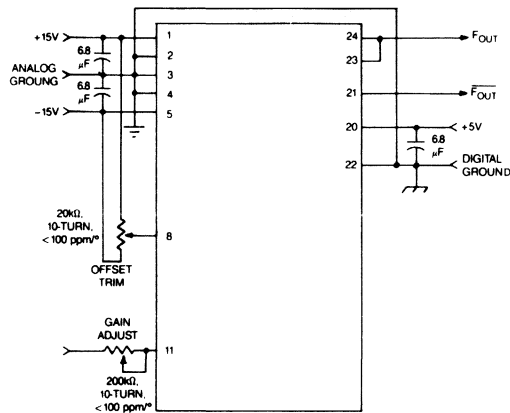 +15V
6.8
μF
ANALOG
GROUNG
6.8
μF
−15V
1
2
3
4
5
20kΩ,
10-TURN,
<100 ppm/°
8
OFFSET
TRIM
GAIN
ADJUST
11
200kΩ,
10-TURN,
<100 ppm/°
24
FOUT
23
21
FOUT
20
+5V
6.8
μF
22
DIGITAL
GROUND